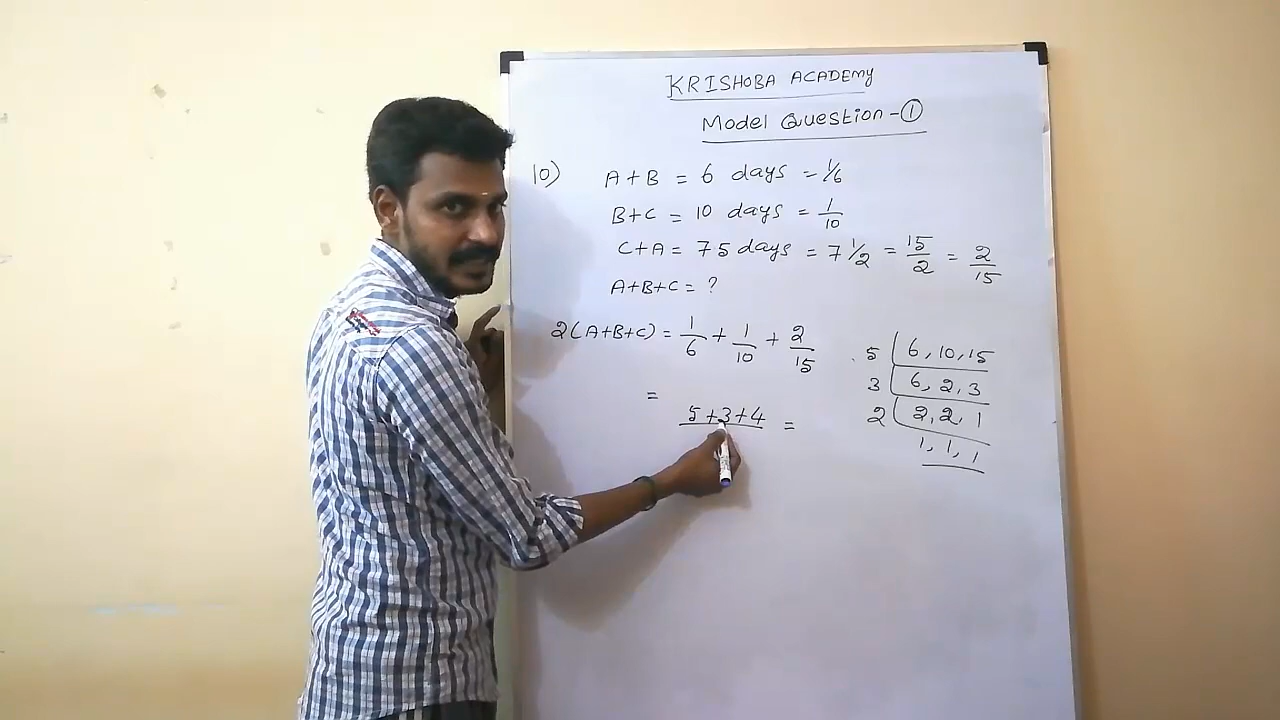 KRISHOBA ACADEMY
Model Question - ①
10) A + B = 6 days = 1/6
B + C = 10 days = 1/10
C + A = 75 days = 7 1/2 = 15/2 = 2/15
A + B + C = ?
2(A+B+C) = 1/6 + 1/10 + 2/15
= 5+3+4 =
5 | 6, 10, 15
3 | 6, 2, 3
2 | 2, 2, 1
1, 1, 1